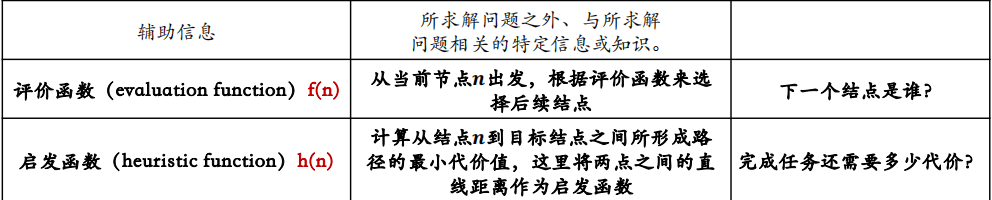 辅助信息
所求解问题之外、与所求解
问题相关的特定信息或知识。
评价函数（evaluation function）f(n)
从当前节点n出发，根据评价函数来选
择后续结点
下一个结点是谁？
启发函数（heuristic function）h(n)
计算从结点n到目标结点之间所形成路
径的最小代价值，这里将两点之间的直
线距离作为启发函数
完成任务还需要多少代价？